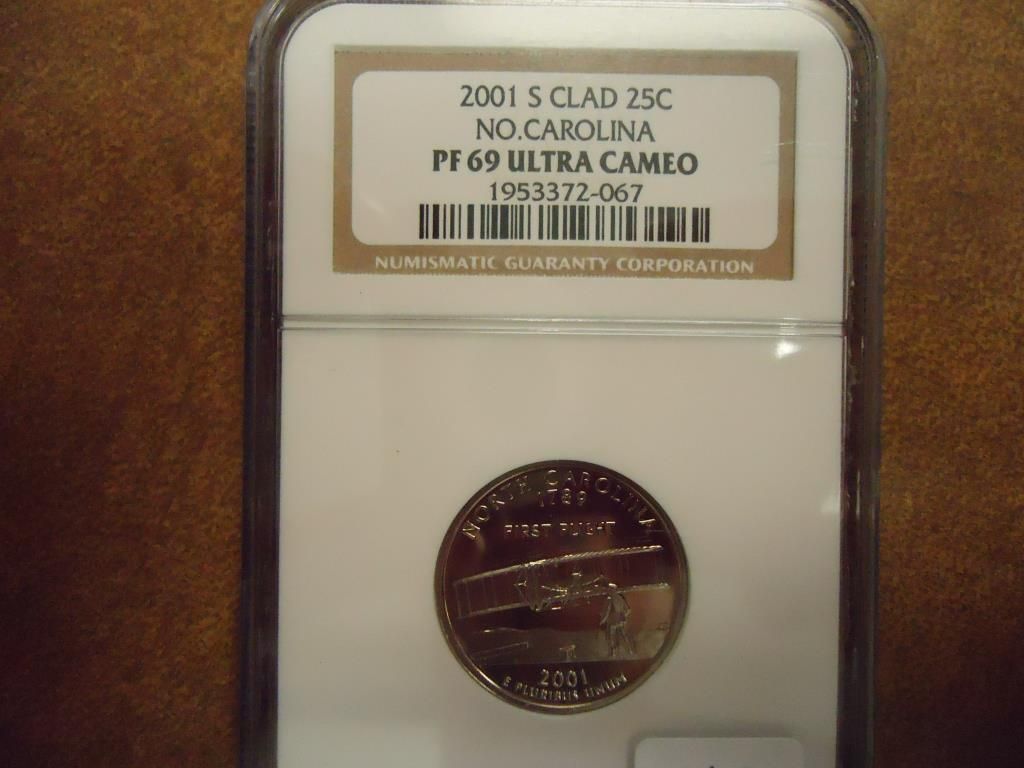 2001 S CLAD 25C
NO.CAROLINA
PF 69 ULTRA CAMEO
1953372-067
NUMISMATIC GUARANTY CORPORATION
NORTH CAROLINA
1789
FIRST FLIGHT
2001
E PLURIBUS UNUM